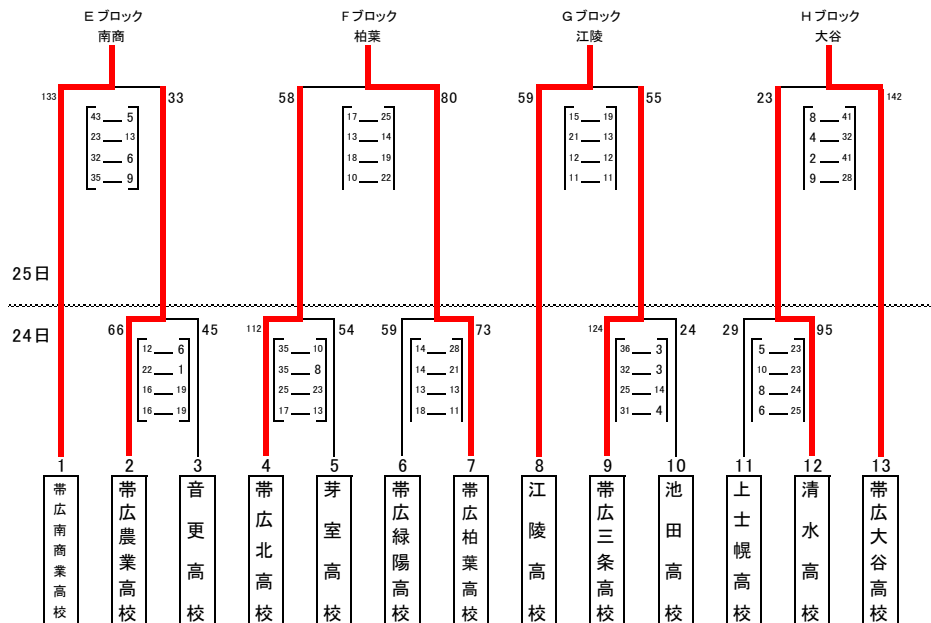 Eブロック
南商
Fブロック
柏葉
Gブロック
江陵
Hブロック
大谷
133 33
43 5
23 13
32 6
35 9
58 80
17 25
13 14
18 19
10 22
59 55
15 19
21 13
12 12
11 11
23 142
8 41
4 32
2 41
9 28
25日
24日
66 45
12 6
22 1
16 19
16 19
112 54
35 10
35 8
25 23
17 13
59 73
14 28
14 21
13 13
18 11
124 24
36 3
32 3
25 14
31 4
29 95
5 23
10 23
8 24
6 25
1 2 3 4 5 6 7 8 9 10 11 12 13
帯広南商業高校
帯広農業高校
音更高校
帯広北高校
芽室高校
帯広緑陽高校
帯広柏葉高校
江陵高校
帯広三条高校
池田高校
上士幌高校
清水高校
帯広大谷高校